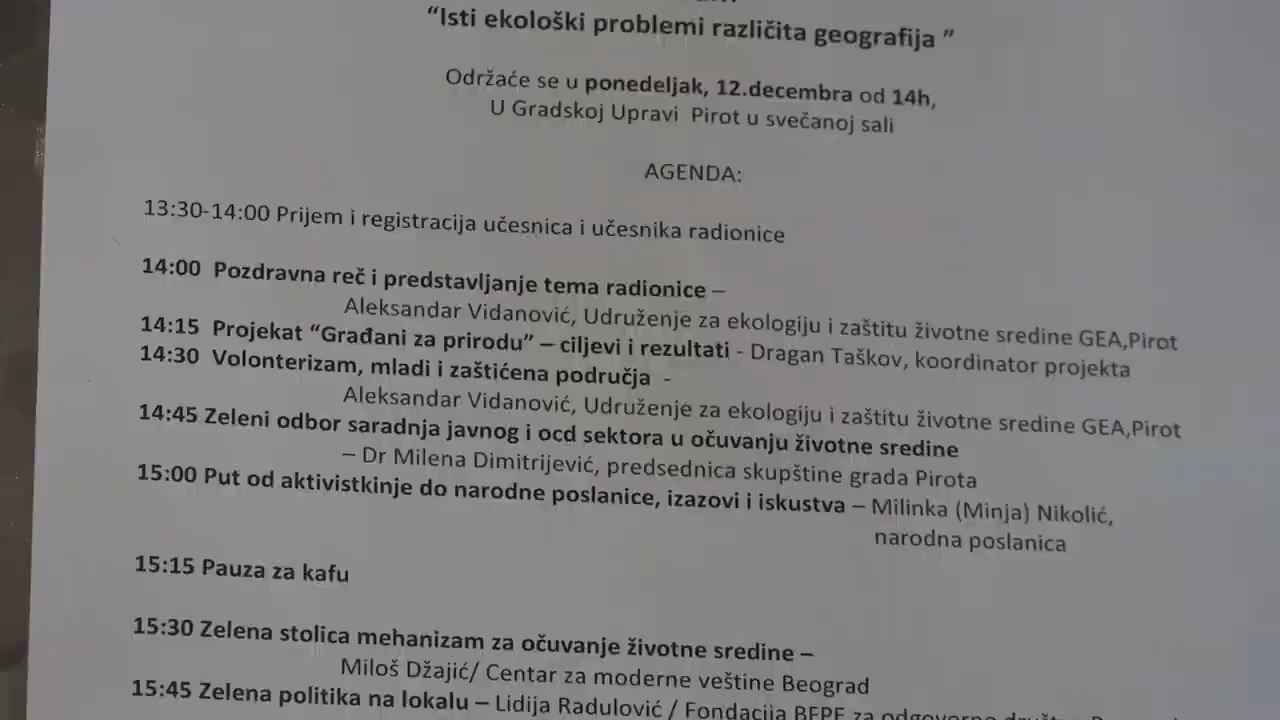 “Isti ekološki problemi različita geografija ”
Održaće se u ponedeljak, 12.decembra od 14h,
U Gradskoj Upravi Pirot u svečanoj sali
AGENDA:
13:30-14:00 Prijem i registracija učesnica i učesnika radionice
14:00 Pozdravna reč i predstavljanje tema radionice –
Aleksandar Vidanović, Udruženje za ekologiju i zaštitu životne sredine GEA,Pirot
14:15 Projekat “Građani za prirodu” – ciljevi i rezultati - Dragan Taškov, koordinator projekta
14:30 Volonterizam, mladi i zaštićena područja -
Aleksandar Vidanović, Udruženje za ekologiju i zaštitu životne sredine GEA,Pirot
14:45 Zeleni odbor saradnja javnog i ocd sektora u očuvanju životne sredine
– Dr Milena Dimitrijević, predsednica skupštine grada Pirota
15:00 Put od aktivistkinje do narodne poslanice, izazovi i iskustva – Milinka (Minja) Nikolić,
narodna poslanica
15:15 Pauza za kafu
15:30 Zelena stolica mehanizam za očuvanje životne sredine –
Miloš Džajić/ Centar za moderne veštine Beograd
15:45 Zelena politika na lokalu – Lidija Radulović / Fondacija BFPE za odgovorno društvo